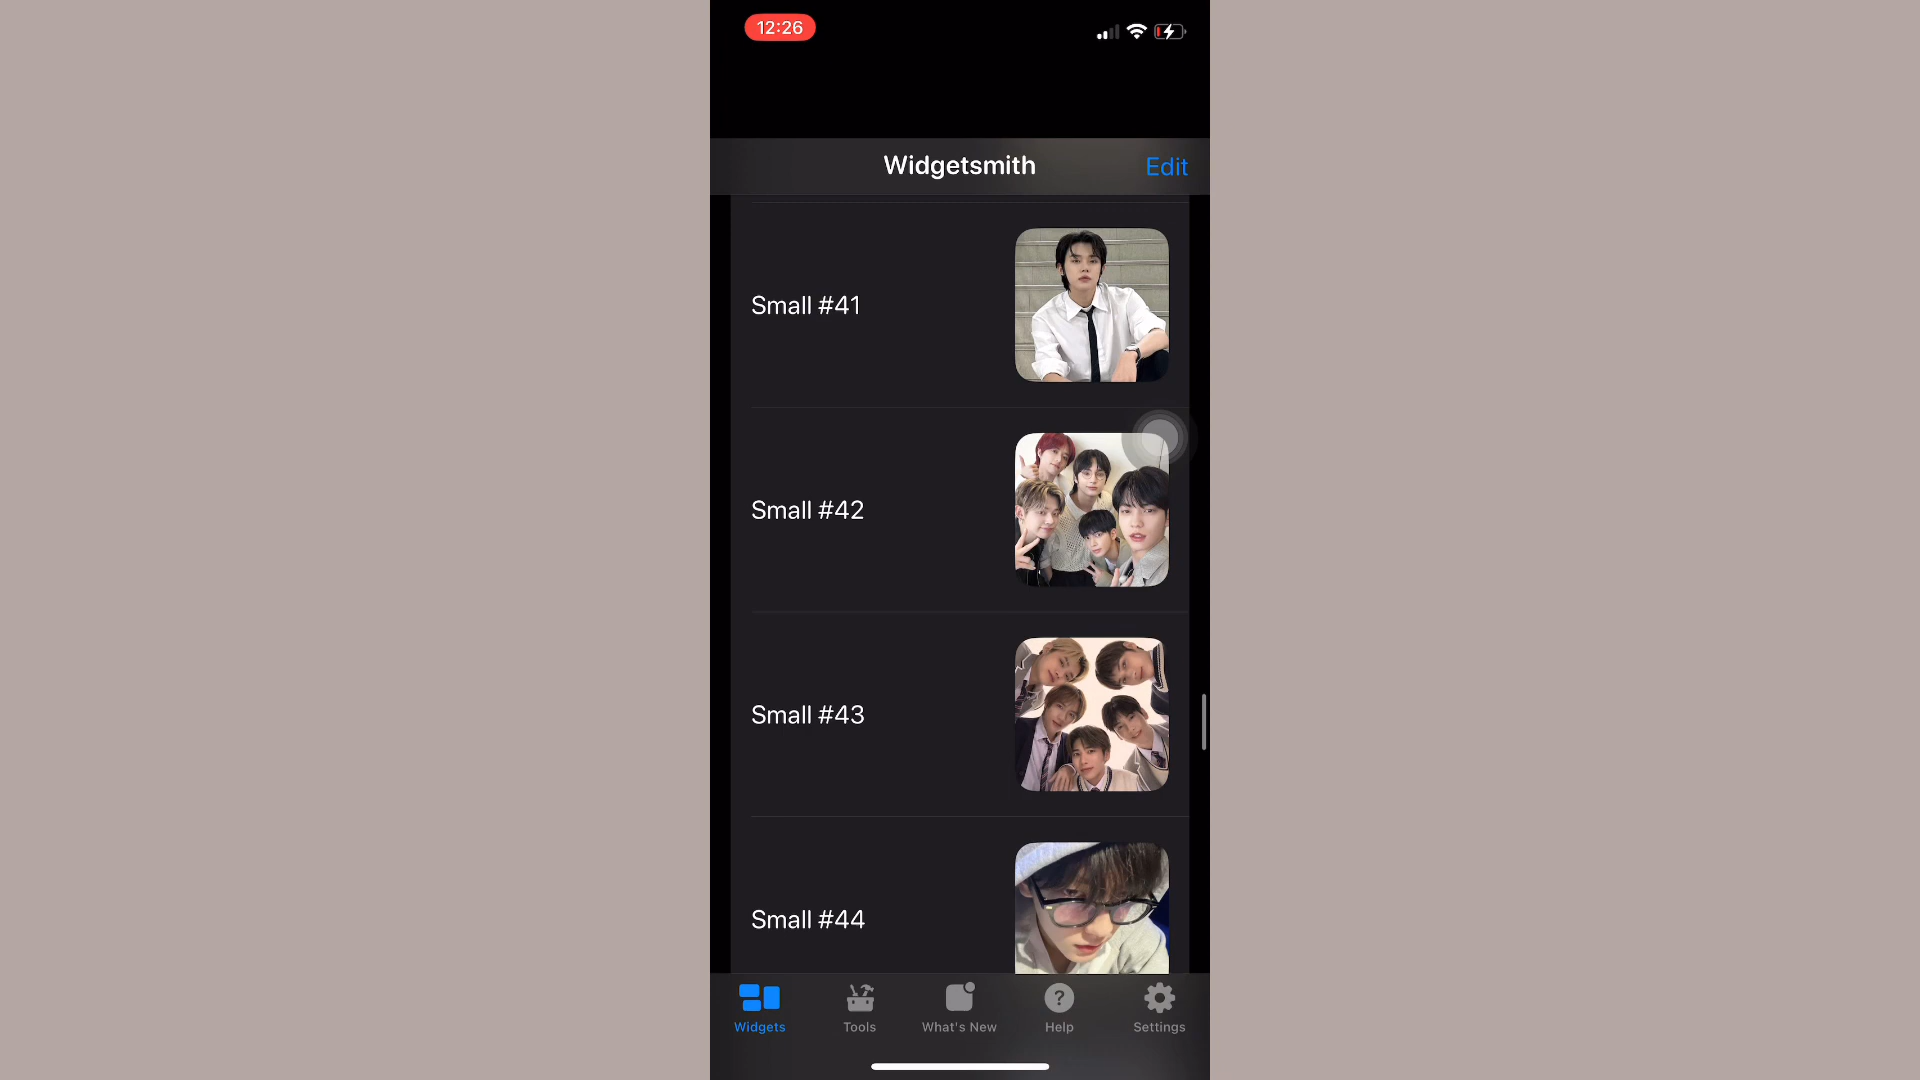 12:26
Widgetsmith
Edit
Small #41
Small #42
Small #43
Small #44
Widgets
Tools
What's New
?
Help
Settings